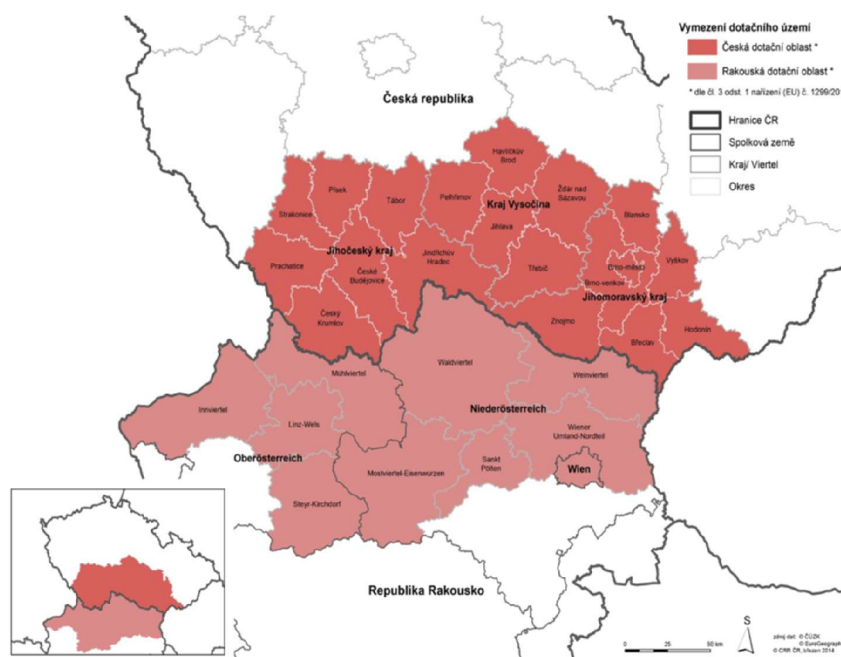 Vymezení dotačního území
Česká dotační oblast *
Rakouská dotační oblast *
* dle čl. 3 odst. 1 nařízení (EU) č. 1299/201
Hranice ČR
Spolková země
Kraj/ Viertel
Okres
Česká republika
Havlíčkův
Brod
Písek
Tábor
Pelhřimov
Žďár nad
Sázavou
Kraj Vysočina
Strakonice
Blansko
Jihlava
Jihočeský kraj
Jindřichův
Hradec
Třebíč
Vyškov
Prachatice
České
Budějovice
Brno-město
Brno-venkov
Jihomoravský kraj
Český
Krumlov
Znojmo
Hodonín
Břeclav
Waldviertel
Mühlviertel
Weinviertel
Innviertel
Niederösterreich
Linz-Wels
Wiener
Umland-Nordteil
Oberösterreich
Mostviertel-Eisenwurzen
Sankt
Pölten
Wien
Steyr-Kirchdorf
Republika Rakousko
S
0 25 50 km
zdroj dat: © ČÚZK
© EuroGeograph
© CRR ČR, březen 2014